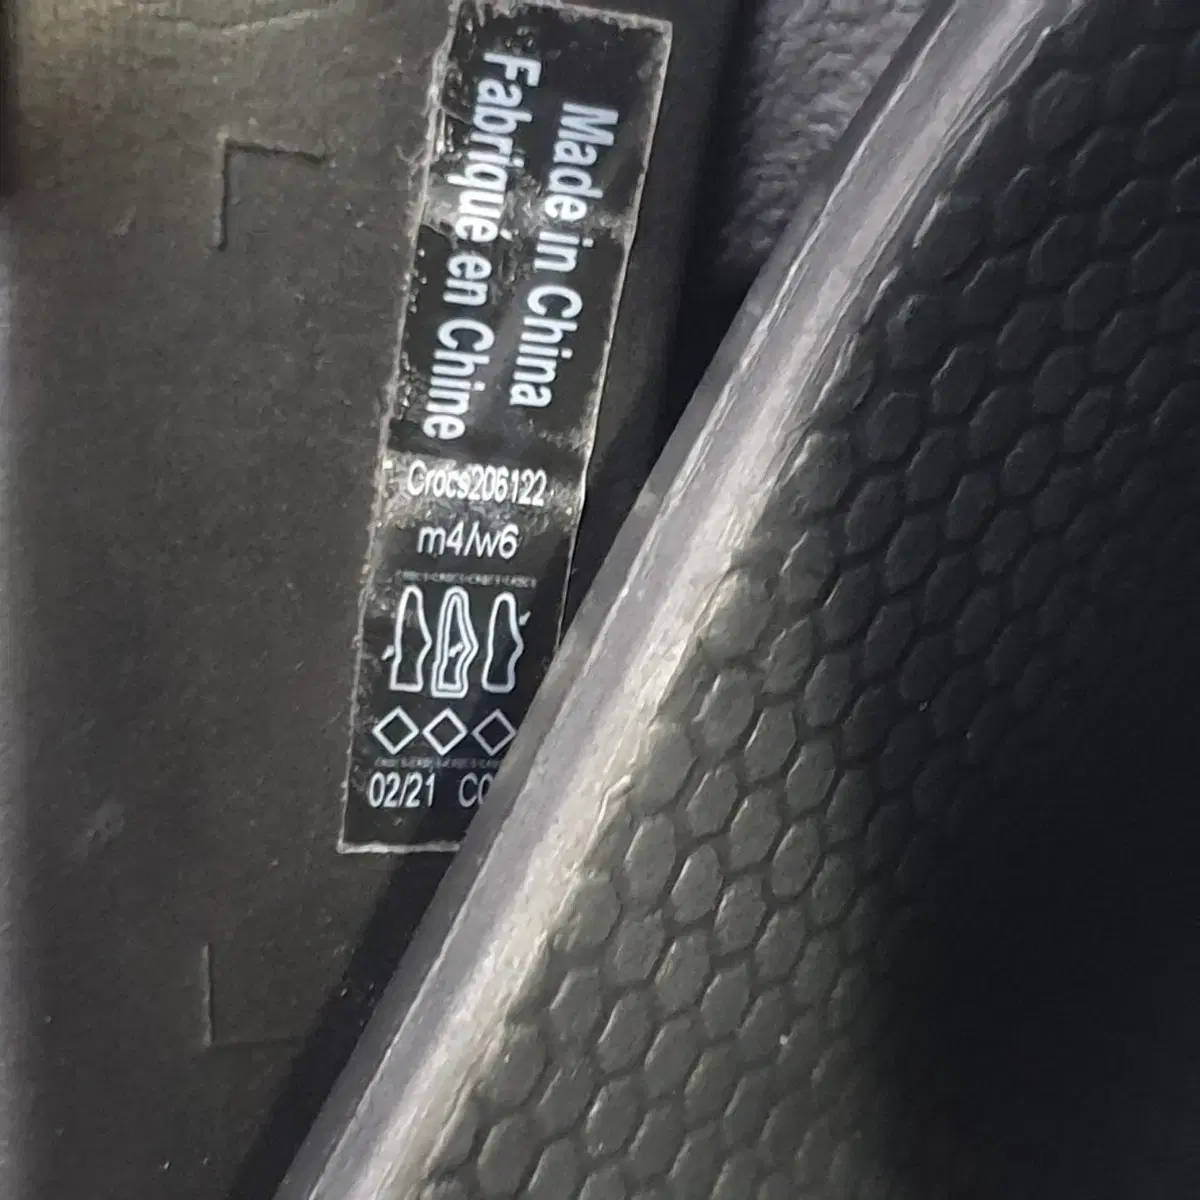 Made in China
Fabriqué en Chine
Crocs206122
m4/w6
02/21